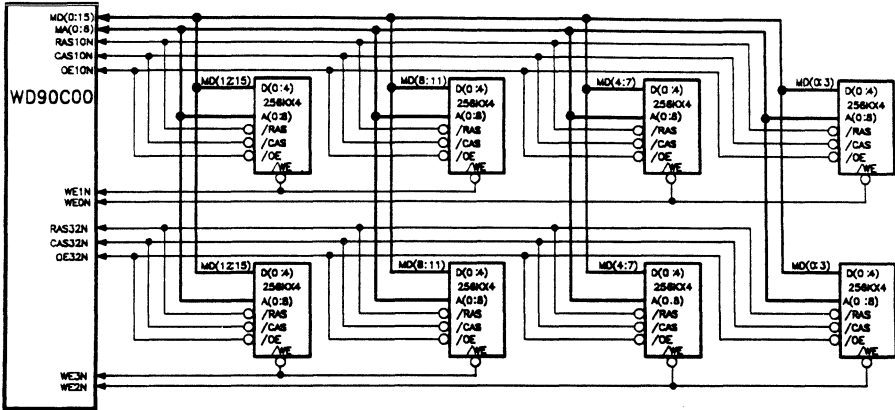 MD(0:15)
MA(0:8)
RAS10N
CAS10N
OE10N
WD90C00
MD(12:15) MD(8:11) MD(4:7) MD(0:3)
D(0:4) D(0:4) D(0:4) D(0:4)
256KX4 256KX4 256KX4 256KX4
A(0:8) A(0:8) A(0:8) A(0:8)
/RAS /RAS /RAS /RAS
/CAS /CAS /CAS /CAS
/OE /OE /OE /OE
/WE /WE /WE /WE
WE1N
WE0N
RAS32N
CAS32N
OE32N
MD(12:15) MD(8:11) MD(4:7) MD(0:3)
D(0:4) D(0:4) D(0:4) D(0:4)
256KX4 256KX4 256KX4 256KX4
A(0:8) A(0:8) A(0:8) A(0:8)
/RAS /RAS /RAS /RAS
/CAS /CAS /CAS /CAS
/OE /OE /OE /OE
/WE /WE /WE /WE
WE3N
WE2N